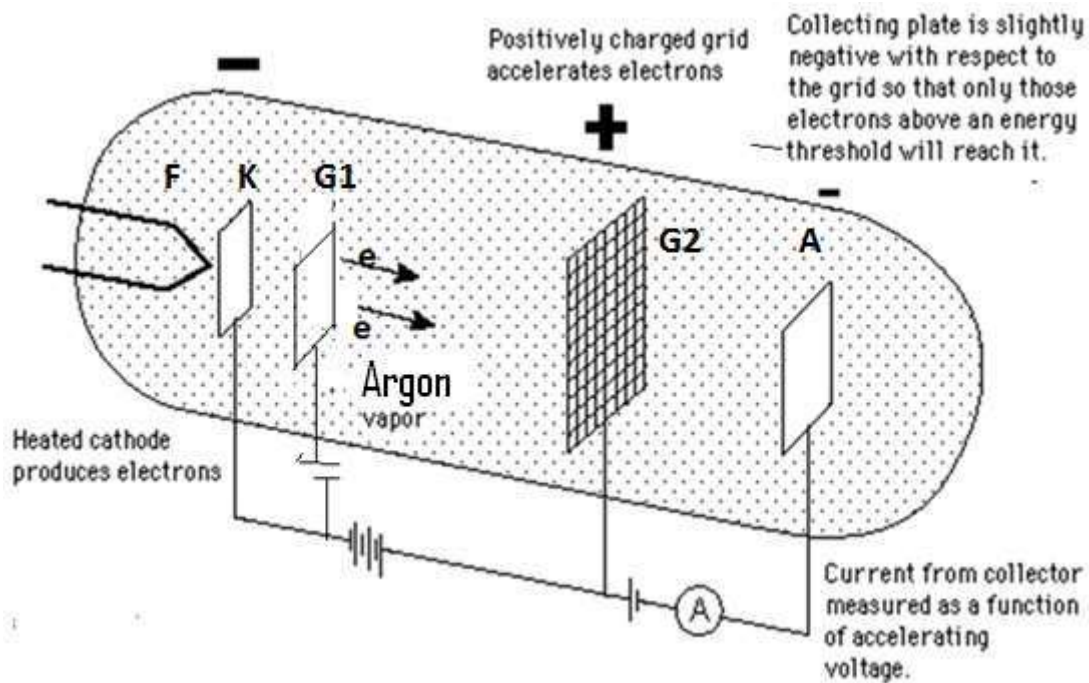 Positively charged grid
accelerates electrons
Collecting plate is slightly
negative with respect to
the grid so that only those
electrons above an energy
threshold will reach it.
−
+
-
F
K
G1
G2
A
e
e
Argon
vapor
Heated cathode
produces electrons
A
Current from collector
measured as a function
of accelerating
voltage.